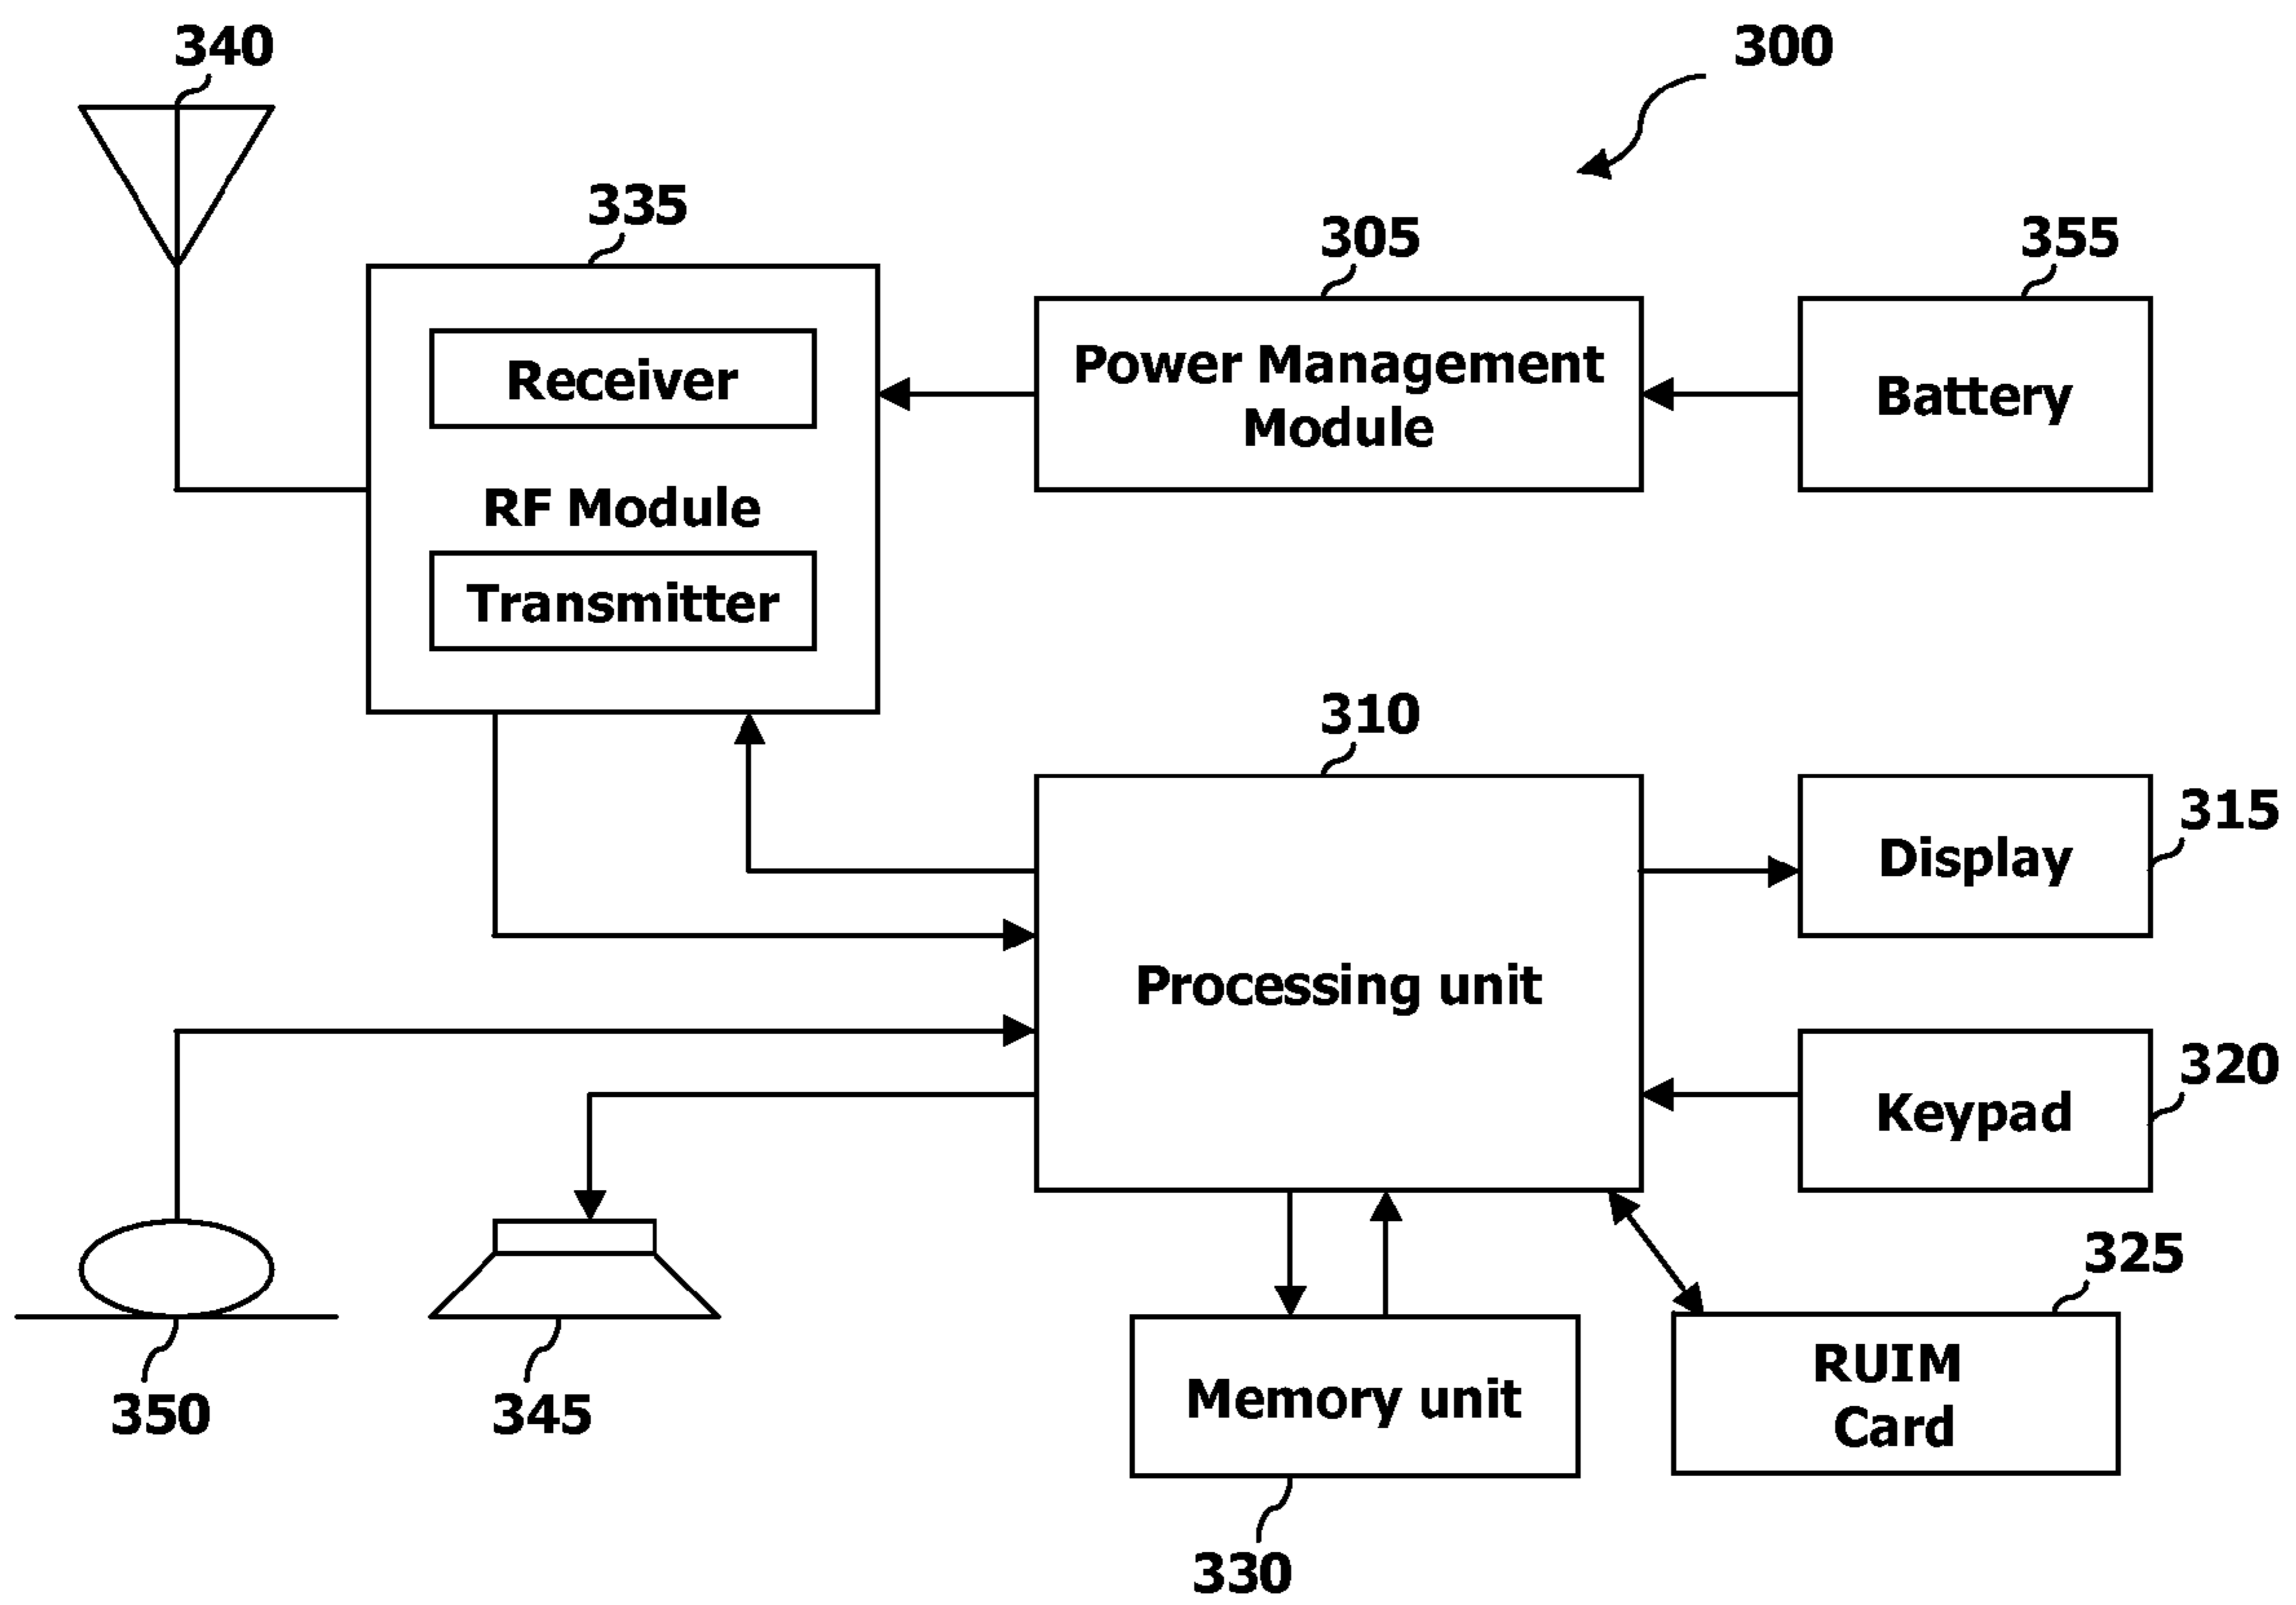 340
300
335
305
355
Receiver
Power Management
Module
Battery
RF Module
Transmitter
310
315
Display
Processing unit
320
Keypad
325
350
345
Memory unit
RUIM
Card
330